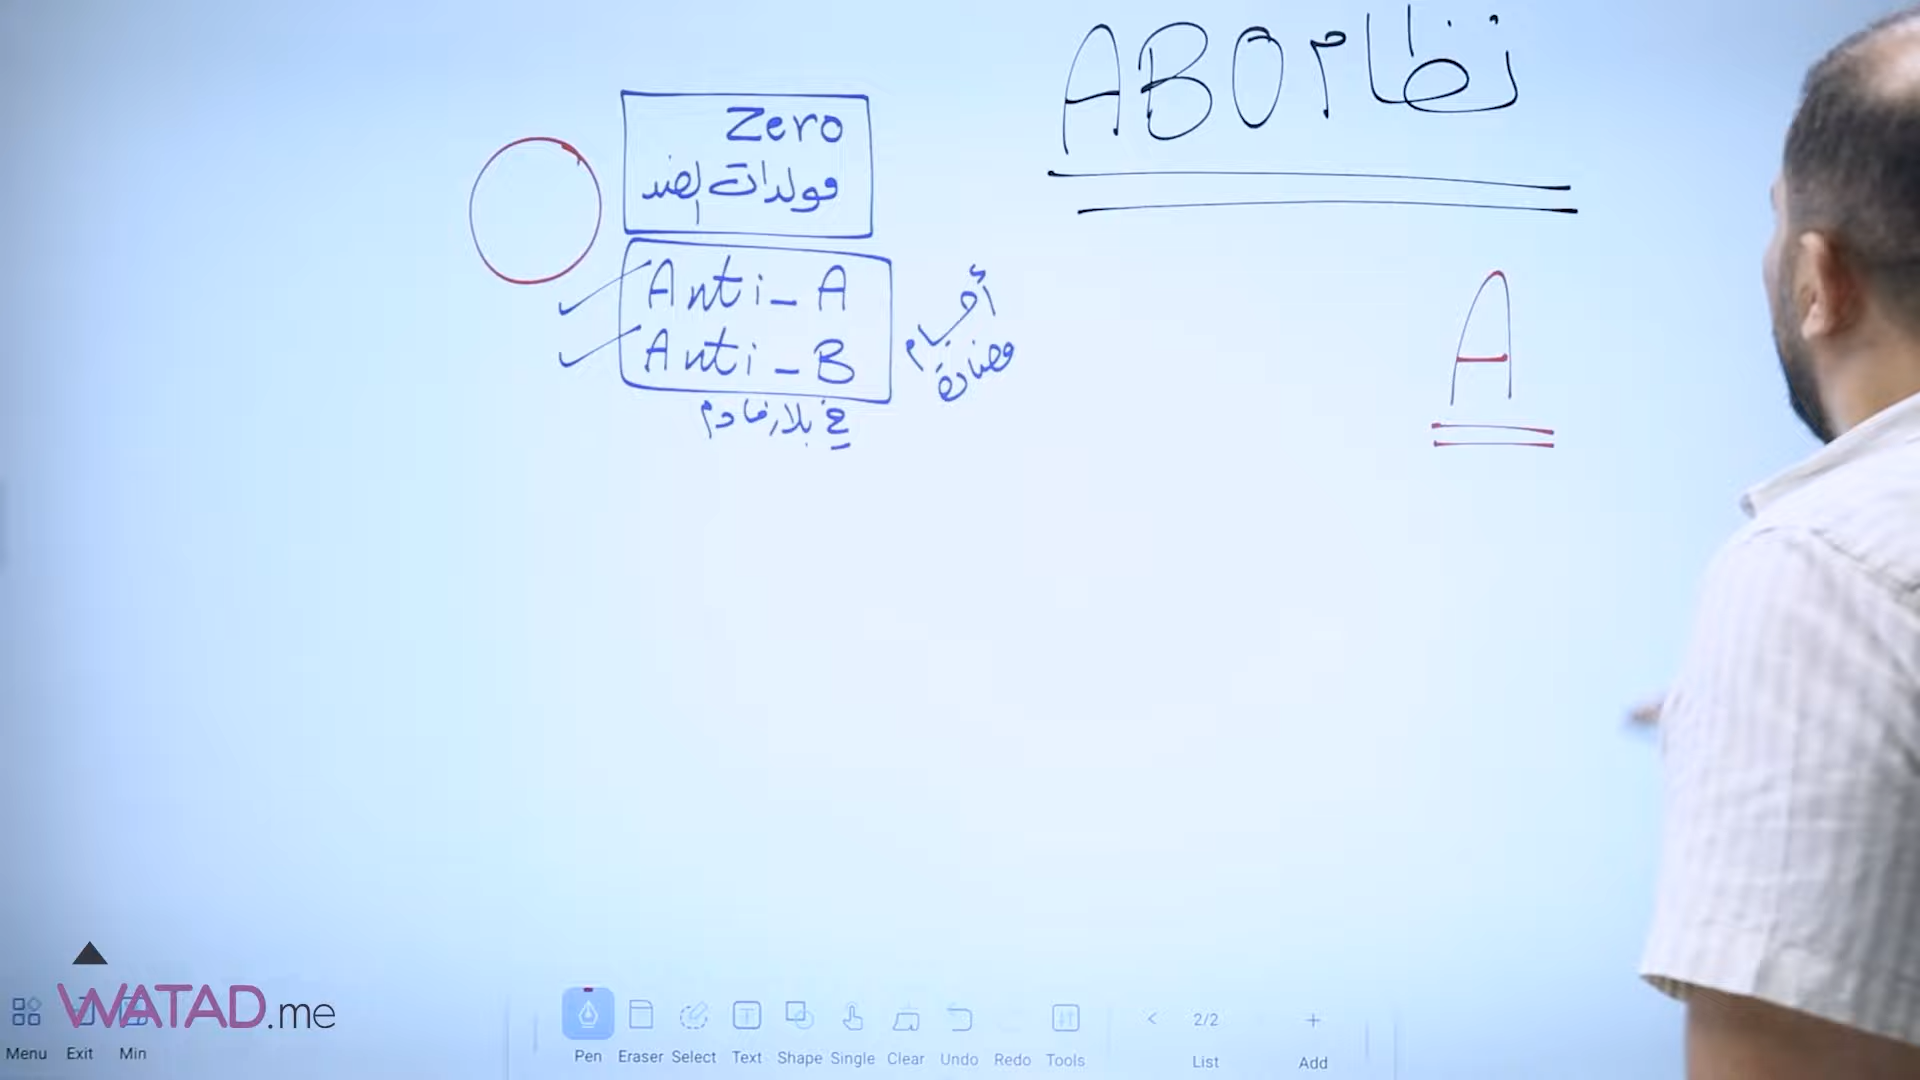 نظام ABO
Zero
مولدات الضد
Anti-A
Anti-B
أجسام
مضادة
في بلازما دم
A
WATAD.me
Menu
Exit
Min
Pen
Eraser
Select
Text
Shape
Single
Clear
Undo
Redo
Tools
2/2
List
Add